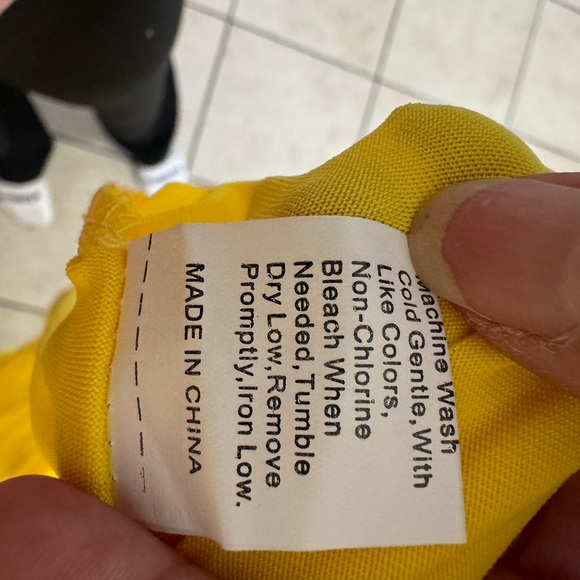 Machine Wash
Cold Gentle,With
Like Colors,
Non-Chlorine
Bleach When
Needed,Tumble
Dry Low,Remove
Promptly,Iron Low.
MADE IN CHINA